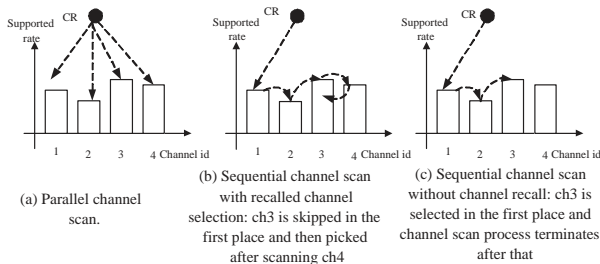 CR
Supported
rate
1
2
3
4
Channel id
(a) Parallel channel
scan.
CR
Supported
rate
1
2
3
4
Channel id
(b) Sequential channel scan
with recalled channel
selection: ch3 is skipped in the
first place and then picked
after scanning ch4
CR
Supported
rate
1
2
3
4
Channel id
(c) Sequential channel scan
without channel recall: ch3 is
selected in the first place and
channel scan process terminates
after that